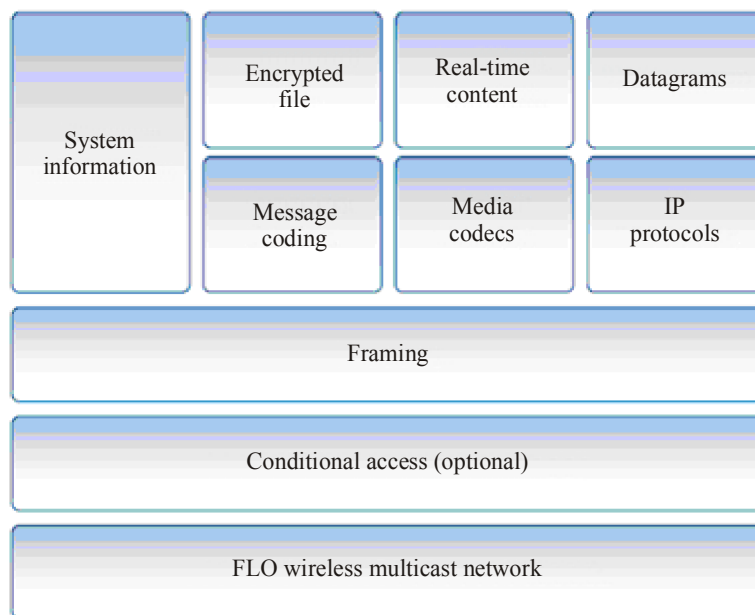 System
information
Encrypted
file
Real-time
content
Datagrams
Message
coding
Media
codecs
IP
protocols
Framing
Conditional access (optional)
FLO wireless multicast network